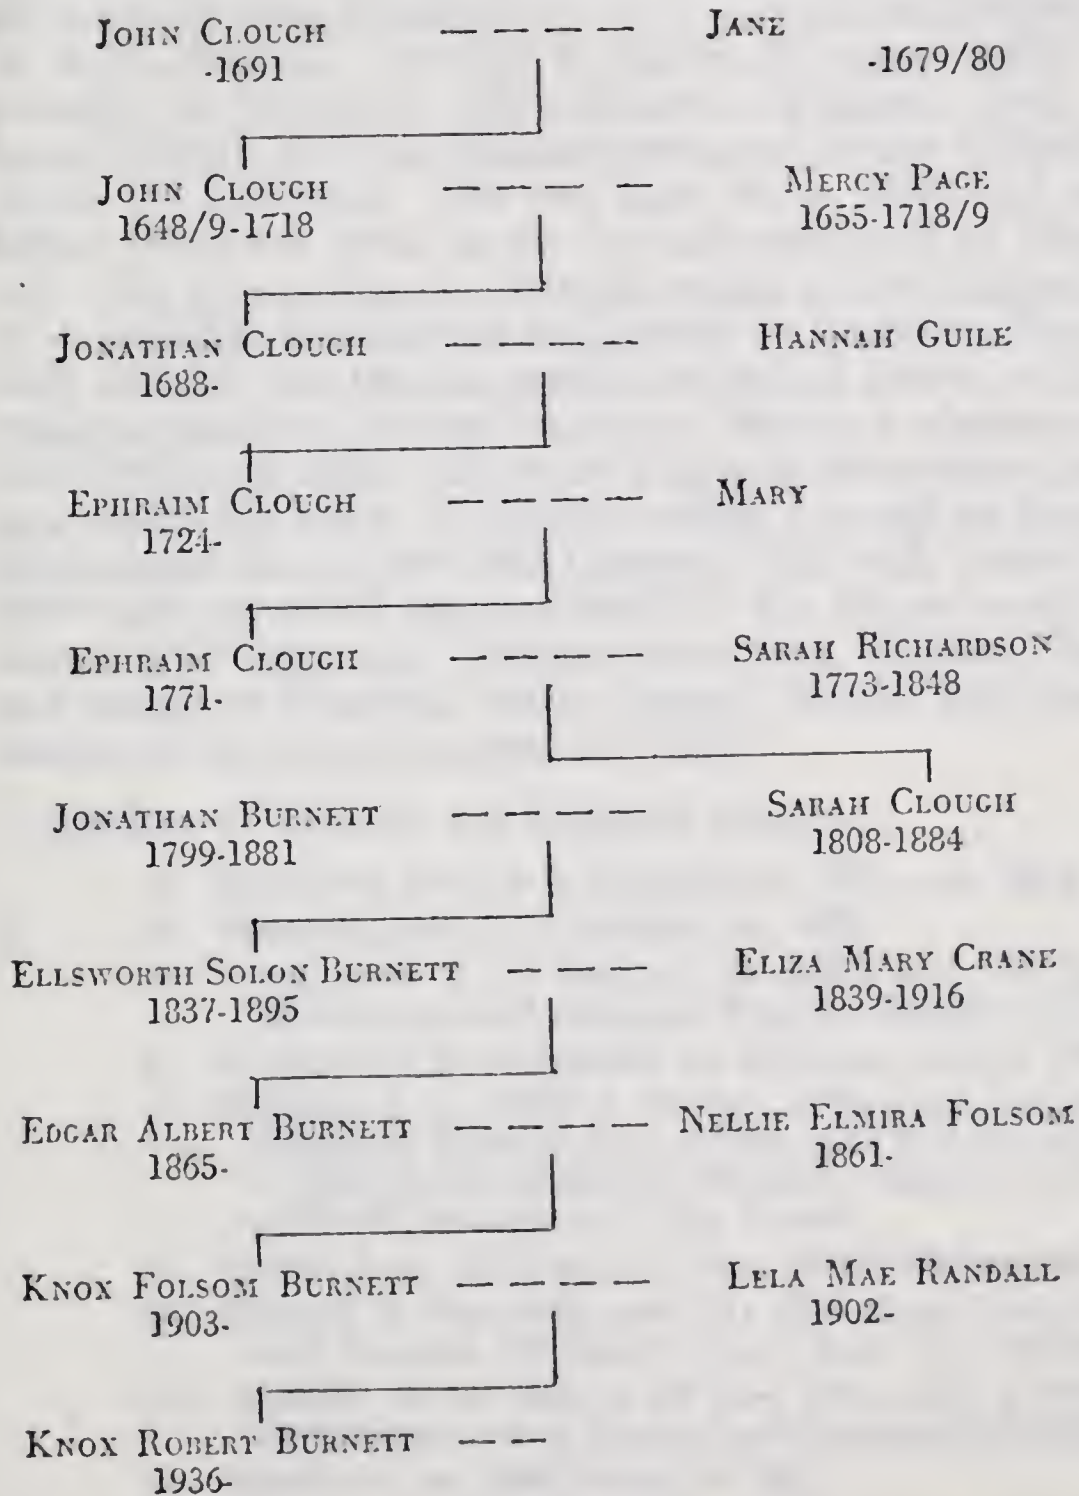 JOHN CLOUGH — — — — JANE
-1691 -1679/80
JOHN CLOUGH — — — — MERCY PAGE
1648/9-1718 1655-1718/9
JONATHAN CLOUGH — — — — HANNAH GUILE
1688-
EPHRAIM CLOUGH — — — — MARY
1724-
EPHRAIM CLOUGH — — — — SARAH RICHARDSON
1771- 1773-1848
JONATHAN BURNETT — — — — SARAH CLOUGH
1799-1881 1808-1884
ELLSWORTH SOLON BURNETT — — — ELIZA MARY CRANE
1837-1895 1839-1916
EDGAR ALBERT BURNETT — — — — NELLIE ELMIRA FOLSOM
1865- 1861-
KNOX FOLSOM BURNETT — — — — LELA MAE RANDALL
1903- 1902-
KNOX ROBERT BURNETT — —
1936-